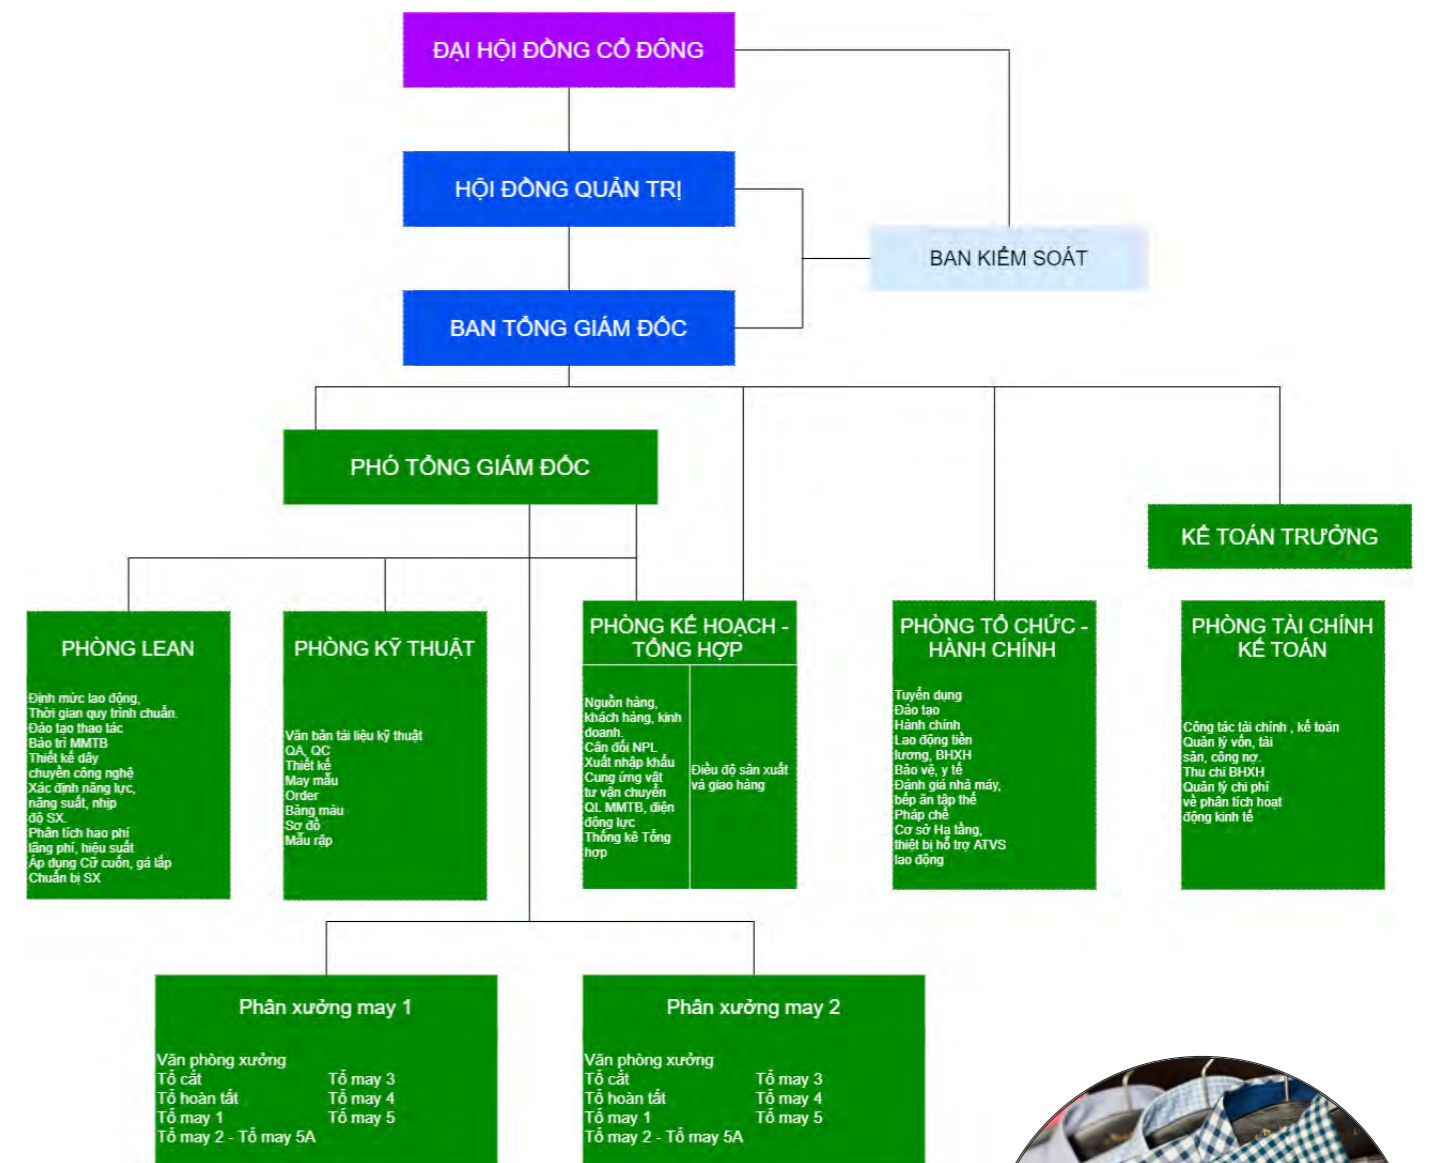 ĐẠI HỘI ĐỒNG CỔ ĐÔNG
HỘI ĐỒNG QUẢN TRỊ
BAN KIỂM SOÁT
BAN TỔNG GIÁM ĐỐC
PHÓ TỔNG GIÁM ĐỐC
KẾ TOÁN TRƯỞNG
PHÒNG LEAN
Định mức lao động,
Thời gian quy trình chuẩn.
Đào tạo thao tác
Bảo trì MMTB
Thiết kế dây
chuyền công nghệ
Xác định năng lực,
năng suất, nhịp
độ SX.
Phân tích hao phí
lãng phí, hiệu suất
Áp dụng Cữ cuốn, gá lắp
Chuẩn bị SX
PHÒNG KỸ THUẬT
Văn bản tài liệu kỹ thuật
QA, QC
Thiết kế
May mẫu
Order
Bảng màu
Sơ đồ
Mẫu rập
PHÒNG KẾ HOẠCH -
TỔNG HỢP
Nguồn hàng,
khách hàng, kinh
doanh.
Cân đối NPL
Xuất nhập khẩu
Cung ứng vật
tư vận chuyển
QL MMTB, điện
động lực
Thống kê Tổng
hợp
Điều độ sản xuất
và giao hàng
PHÒNG TỔ CHỨC -
HÀNH CHÍNH
Tuyển dụng
Đào tạo
Hành chính
Lao động tiền
lương, BHXH
Bảo vệ, y tế
Đánh giá nhà máy,
bếp ăn tập thể
Pháp chế
Cơ sở Hạ tầng,
thiệt bị hỗ trợ ATVS
lao động
PHÒNG TÀI CHÍNH
KẾ TOÁN
Công tác tài chính , kế toán
Quản lý vốn, tài
sản, công nợ.
Thu chi BHXH
Quản lý chi phí
về phân tích hoạt
động kinh tế
Phân xưởng may 1
Văn phòng xưởng
Tổ cắt Tổ may 3
Tổ hoàn tất Tổ may 4
Tổ may 1 Tổ may 5
Tổ may 2 - Tổ may 5A
Phân xưởng may 2
Văn phòng xưởng
Tổ cắt Tổ may 3
Tổ hoàn tất Tổ may 4
Tổ may 1 Tổ may 5
Tổ may 2 - Tổ may 5A